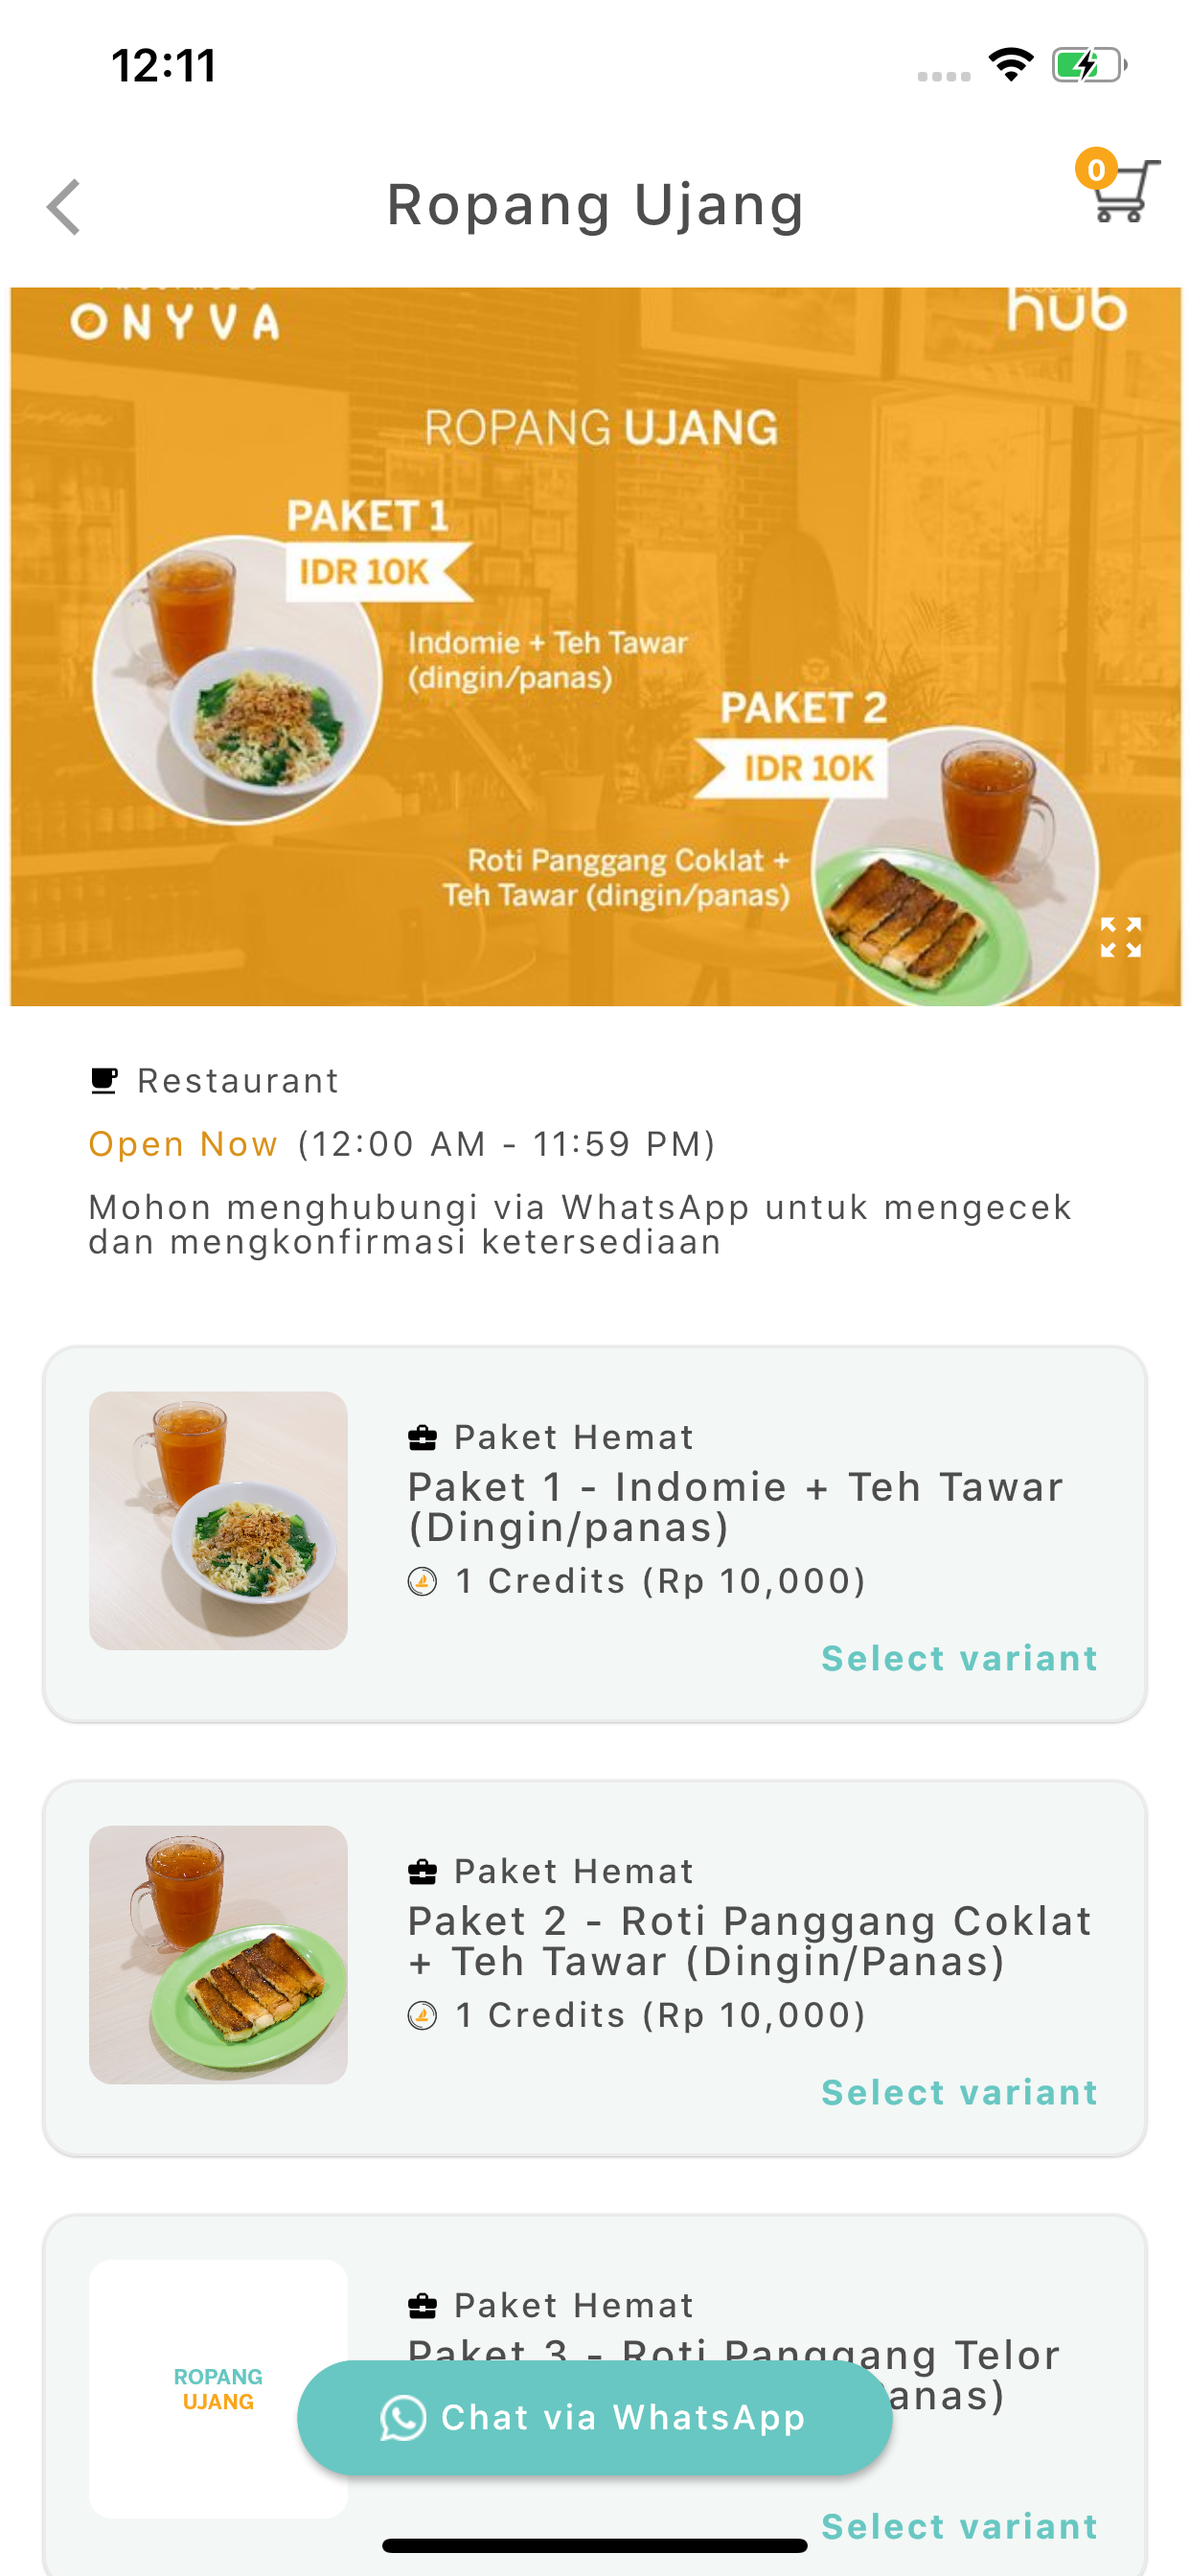 12:11
0
Ropang Ujang
ONYVA
hub
ROPANG UJANG
PAKET 1
IDR 10K
Indomie + Teh Tawar
(dingin/panas)
PAKET 2
IDR 10K
Roti Panggang Coklat +
Teh Tawar (dingin/panas)
Restaurant
Open Now (12:00 AM - 11:59 PM)
Mohon menghubungi via WhatsApp untuk mengecek
dan mengkonfirmasi ketersediaan
Paket Hemat
Paket 1 - Indomie + Teh Tawar
(Dingin/panas)
1 Credits (Rp 10,000)
Select variant
Paket Hemat
Paket 2 - Roti Panggang Coklat
+ Teh Tawar (Dingin/Panas)
1 Credits (Rp 10,000)
Select variant
ROPANG
UJANG
Paket Hemat
Paket 3 - Roti Panggang Telor
anas)
Chat via WhatsApp
Select variant